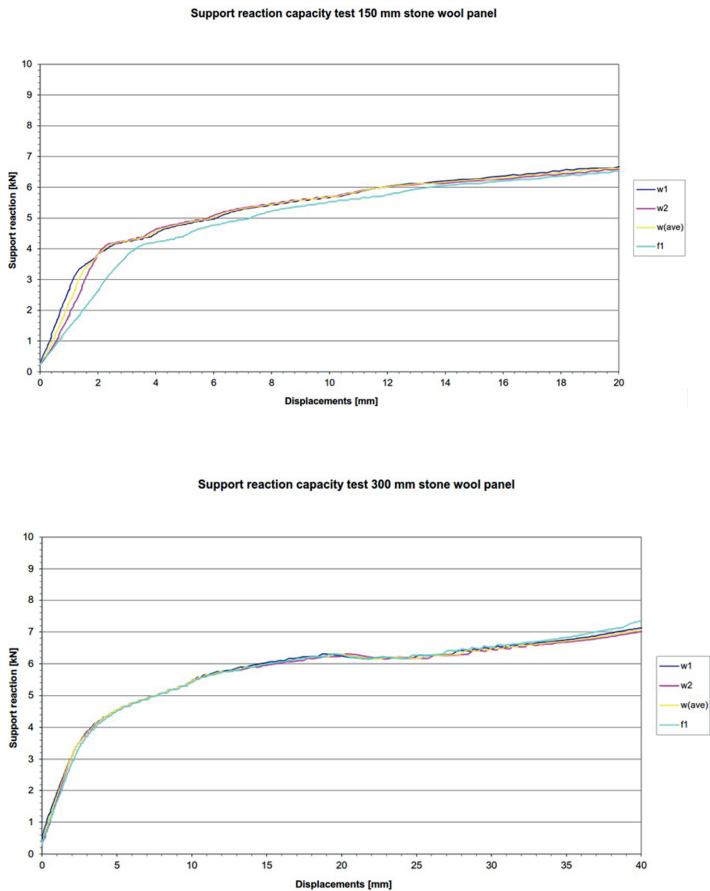 Support reaction capacity test 150 mm stone wool panel
10
9
8
7
6
5
4
3
2
1
0
Support reaction [kN]
0 2 4 6 8 10 12 14 16 18 20
Displacements [mm]
w1
w2
w(ave)
f1
Support reaction capacity test 300 mm stone wool panel
10
9
8
7
6
5
4
3
2
1
0
Support reaction [kN]
0 5 10 15 20 25 30 35 40
Displacements [mm]
w1
w2
w(ave)
f1